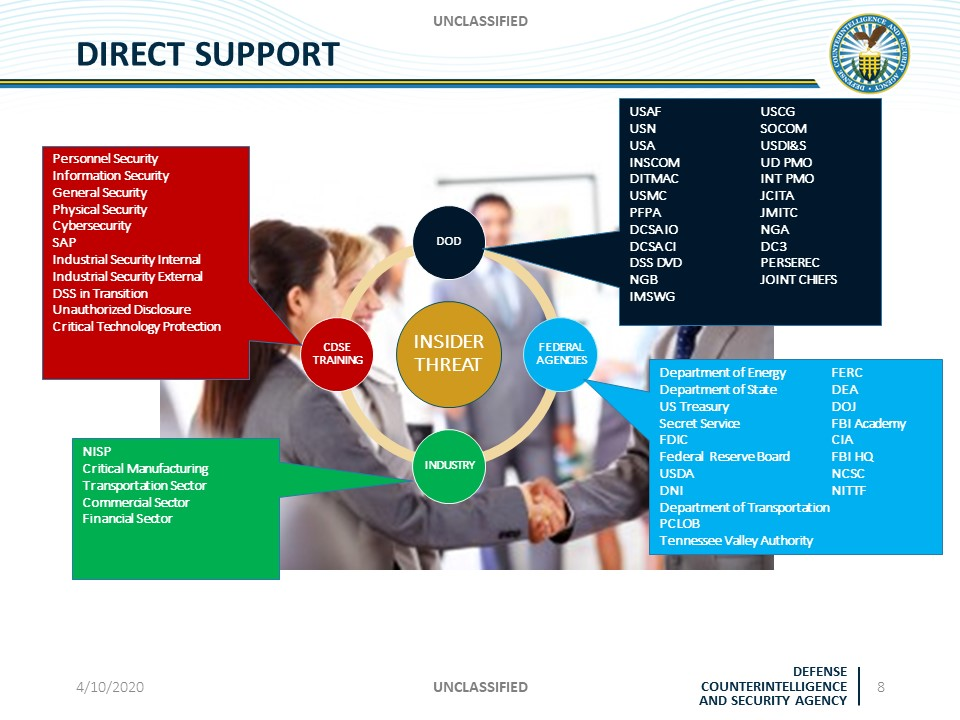 UNCLASSIFIED
DIRECT SUPPORT
DEFENSE COUNTERINTELLIGENCE AND SECURITY AGENCY
USAF USCG
USN SOCOM
USA USDI&S
INSCOM UD PMO
DITMAC INT PMO
USMC JCITA
PFPA JMITC
DCSA IO NGA
DCSA CI DC3
DSS DVD PERSEREC
NGB JOINT CHIEFS
IMSWG
Personnel Security
Information Security
General Security
Physical Security
Cybersecurity
SAP
Industrial Security Internal
Industrial Security External
DSS in Transition
Unauthorized Disclosure
Critical Technology Protection
DOD
INSIDER
THREAT
CDSE
TRAINING
FEDERAL
AGENCIES
INDUSTRY
Department of Energy FERC
Department of State DEA
US Treasury DOJ
Secret Service FBI Academy
FDIC CIA
Federal Reserve Board FBI HQ
USDA NCSC
DNI NITTF
Department of Transportation
PCLOB
Tennessee Valley Authority
NISP
Critical Manufacturing
Transportation Sector
Commercial Sector
Financial Sector
4/10/2020
UNCLASSIFIED
DEFENSE
COUNTERINTELLIGENCE
AND SECURITY AGENCY
8